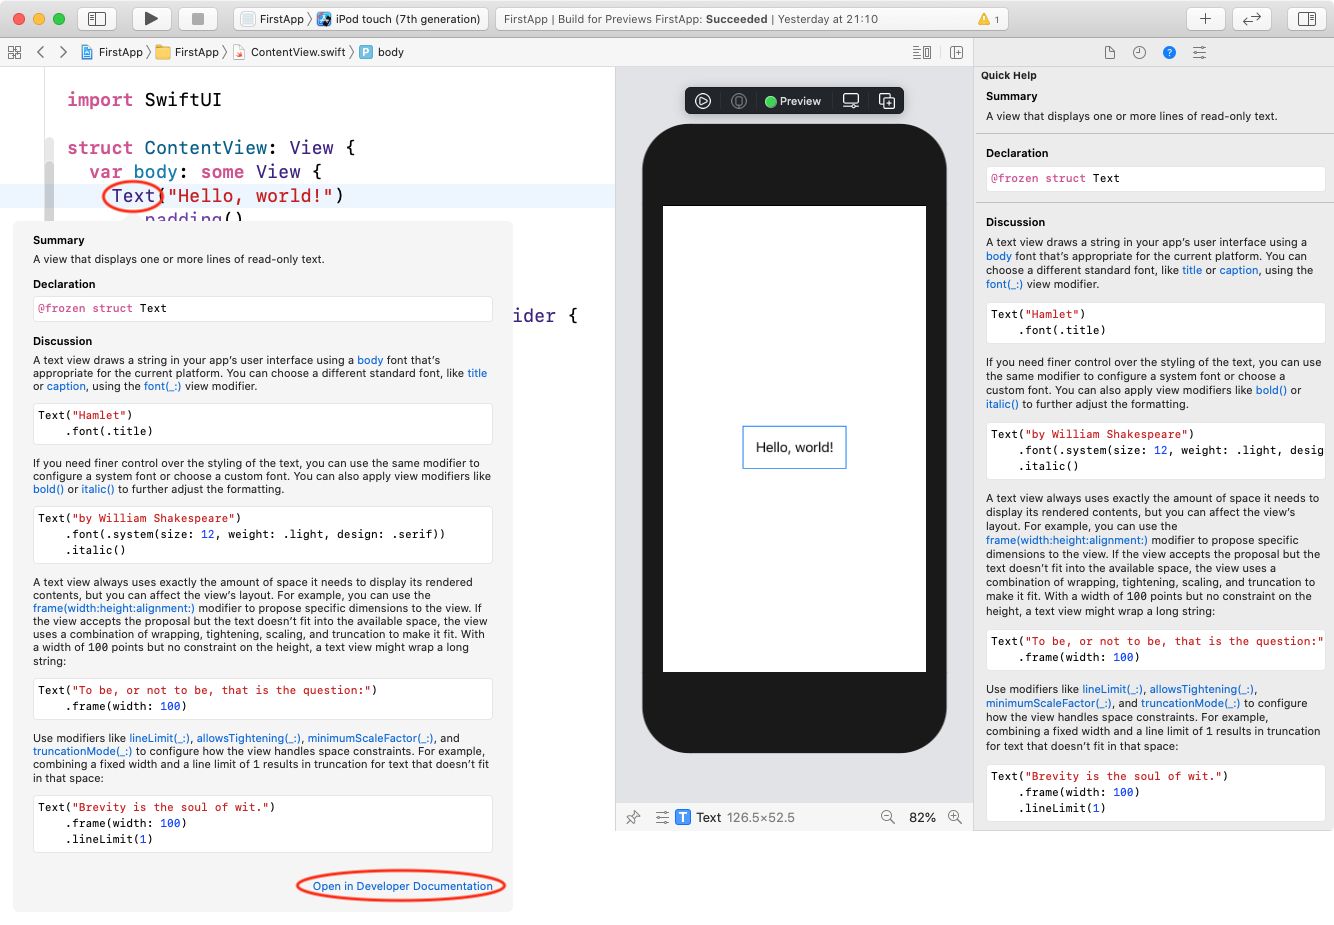 FirstApp 〉 iPod touch (7th generation)
FirstApp | Build for Previews FirstApp: Succeeded | Yesterday at 21:10
1
FirstApp 〉 FirstApp 〉 ContentView.swift 〉 P body
import SwiftUI
struct ContentView: View {
var body: some View {
Text("Hello, world!")
.padding()
ider {
Summary
A view that displays one or more lines of read-only text.
Declaration
@frozen struct Text
Discussion
A text view draws a string in your app's user interface using a body font that's
appropriate for the current platform. You can choose a different standard font, like title
or caption, using the font(_:) view modifier.
Text("Hamlet")
.font(.title)
If you need finer control over the styling of the text, you can use the same modifier to
configure a system font or choose a custom font. You can also apply view modifiers like
bold() or italic() to further adjust the formatting.
Text("by William Shakespeare")
.font(.system(size: 12, weight: .light, design: .serif))
.italic()
A text view always uses exactly the amount of space it needs to display its rendered
contents, but you can affect the view's layout. For example, you can use the
frame(width:height:alignment:) modifier to propose specific dimensions to the view. If
the view accepts the proposal but the text doesn't fit into the available space, the view
uses a combination of wrapping, tightening, scaling, and truncation to make it fit. With
a width of 100 points but no constraint on the height, a text view might wrap a long
string:
Text("To be, or not to be, that is the question:")
.frame(width: 100)
Use modifiers like lineLimit(_:), allowsTightening(_:), minimumScaleFactor(_:), and
truncationMode(_:) to configure how the view handles space constraints. For example,
combining a fixed width and a line limit of 1 results in truncation for text that doesn't fit
in that space:
Text("Brevity is the soul of wit.")
.frame(width: 100)
.lineLimit(1)
Open in Developer Documentation
Preview
Hello, world!
T Text 126.5×52.5
82%
Quick Help
Summary
A view that displays one or more lines of read-only text.
Declaration
@frozen struct Text
Discussion
A text view draws a string in your app's user interface using a
body font that's appropriate for the current platform. You can
choose a different standard font, like title or caption, using the
font(_:) view modifier.
Text("Hamlet")
.font(.title)
If you need finer control over the styling of the text, you can use
the same modifier to configure a system font or choose a
custom font. You can also apply view modifiers like bold() or
italic() to further adjust the formatting.
Text("by William Shakespeare")
.font(.system(size: 12, weight: .light, desig
.italic()
A text view always uses exactly the amount of space it needs to
display its rendered contents, but you can affect the view's
layout. For example, you can use the
frame(width:height:alignment:) modifier to propose specific
dimensions to the view. If the view accepts the proposal but the
text doesn't fit into the available space, the view uses a
combination of wrapping, tightening, scaling, and truncation to
make it fit. With a width of 100 points but no constraint on the
height, a text view might wrap a long string:
Text("To be, or not to be, that is the question:"
.frame(width: 100)
Use modifiers like lineLimit(_:), allowsTightening(_:),
minimumScaleFactor(_:), and truncationMode(_:) to configure
how the view handles space constraints. For example,
combining a fixed width and a line limit of 1 results in truncation
for text that doesn't fit in that space:
Text("Brevity is the soul of wit.")
.frame(width: 100)
.lineLimit(1)